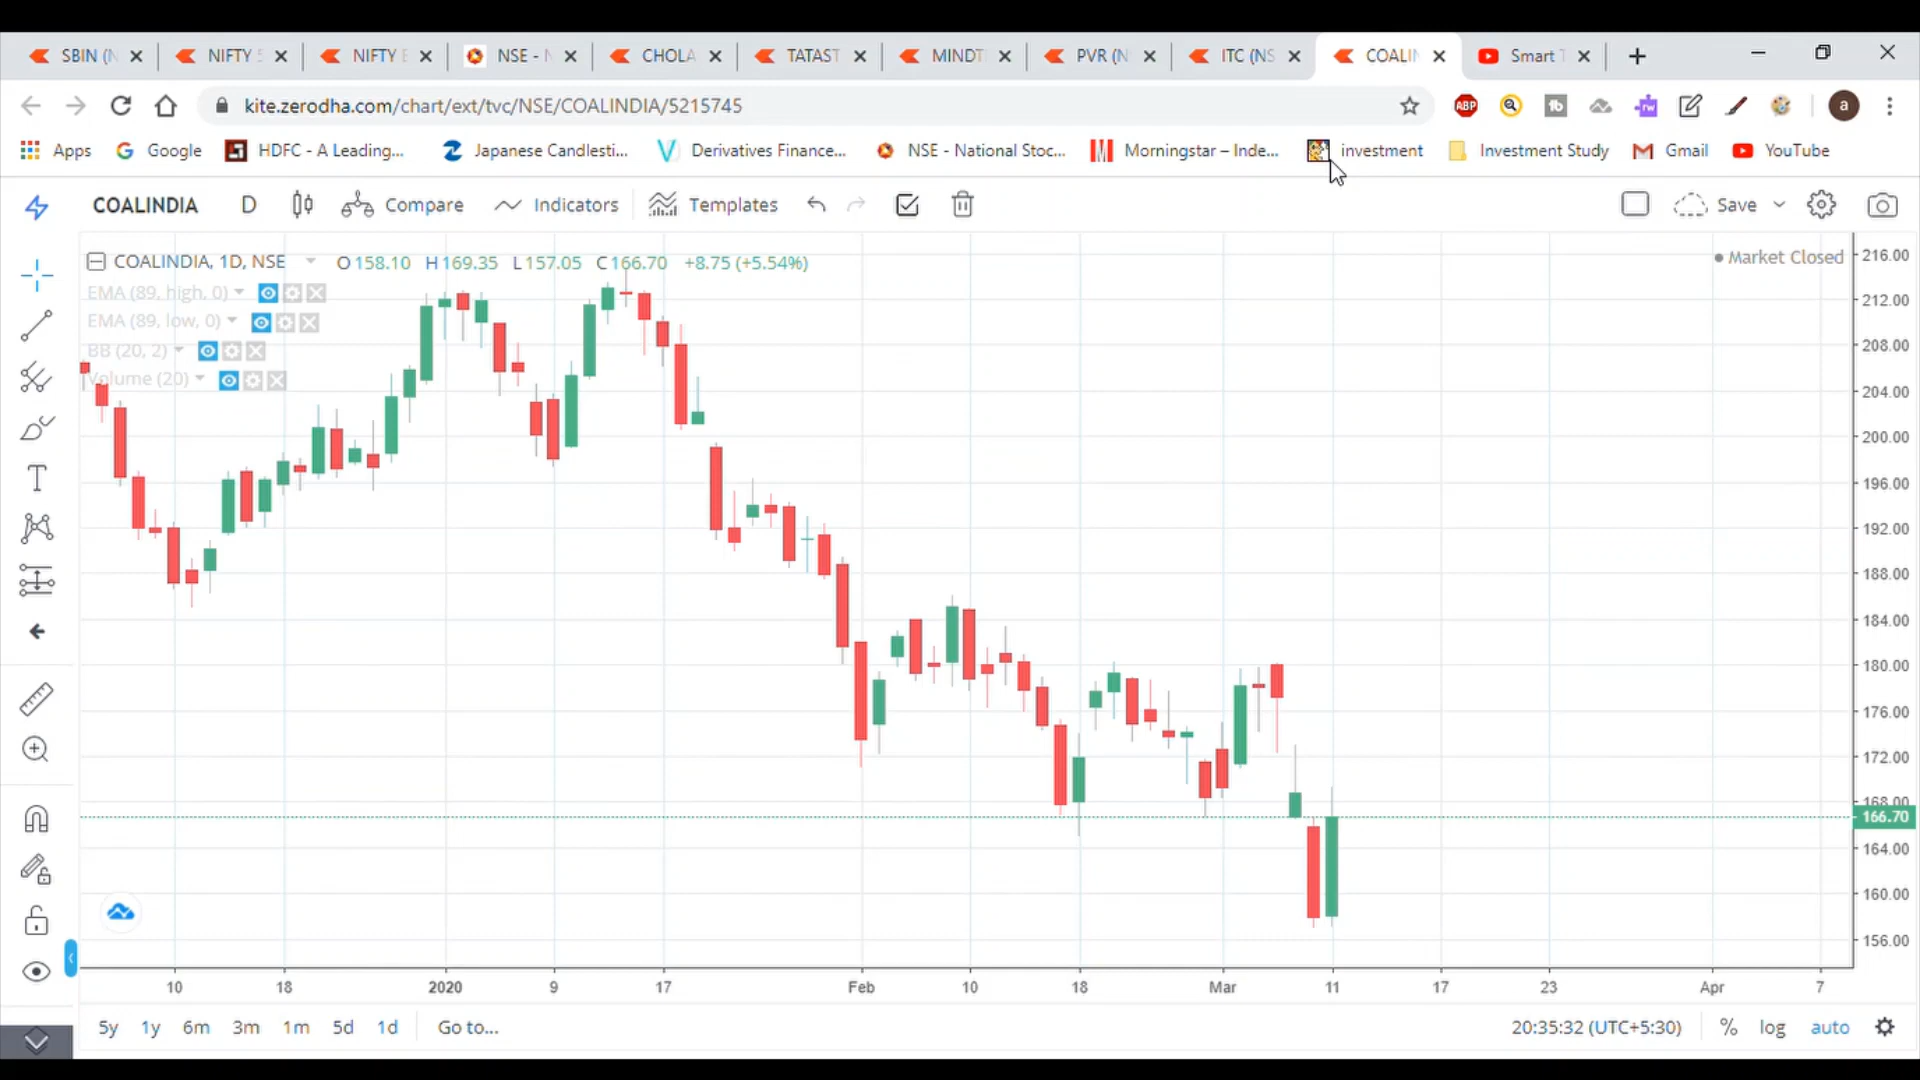 SBIN (N NIFTY 5 NIFTY B NSE - N CHOLA TATAST MINDT PVR (N ITC (NS COALIN Smart T
kite.zerodha.com/chart/ext/tvc/NSE/COALINDIA/5215745 ABP rw a
Apps Google HDFC - A Leading... Japanese Candlesti... Derivatives Finance... NSE - National Stoc... Morningstar – Inde... investment Investment Study Gmail YouTube
COALINDIA D Compare Indicators Templates Save
COALINDIA, 1D, NSE O 158.10 H 169.35 L 157.05 C 166.70 +8.75 (+5.54%) Market Closed
EMA (89, high, 0)
EMA (89, low, 0)
BB (20, 2)
Volume (20)
216.00
212.00
208.00
204.00
200.00
196.00
192.00
188.00
184.00
180.00
176.00
172.00
168.00
166.70
164.00
160.00
156.00
10 18 2020 9 17 Feb 10 18 Mar 11 17 23 Apr 7
5y 1y 6m 3m 1m 5d 1d Go to... 20:35:32 (UTC+5:30) % log auto